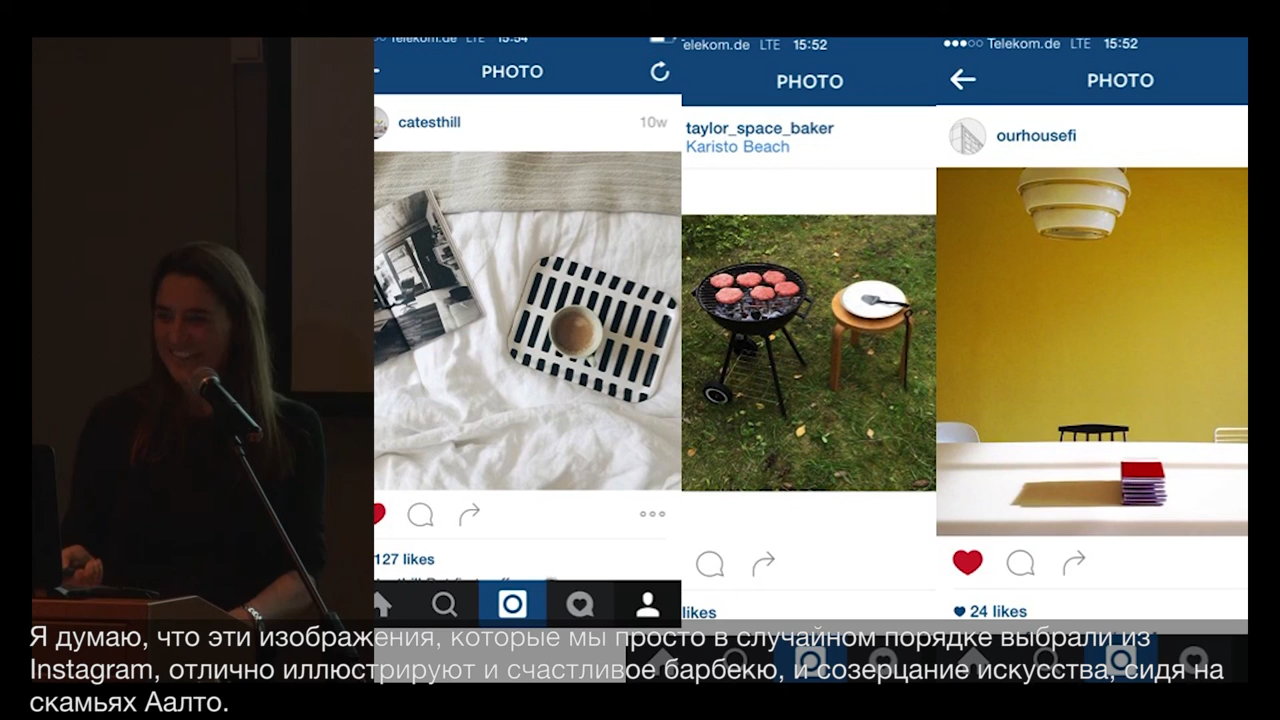 Telekom.de LTE 15:54
PHOTO
catesthill
10w
127 likes
elekom.de LTE 15:52
PHOTO
taylor_space_baker
Karisto Beach
likes
Telekom.de LTE 15:52
PHOTO
ourhousefi
24 likes
Я думаю, что эти изображения, которые мы просто в случайном порядке выбрали из
Instagram, отлично иллюстрируют и счастливое барбекю, и созерцание искусства, сидя на
скамьях Аалто.